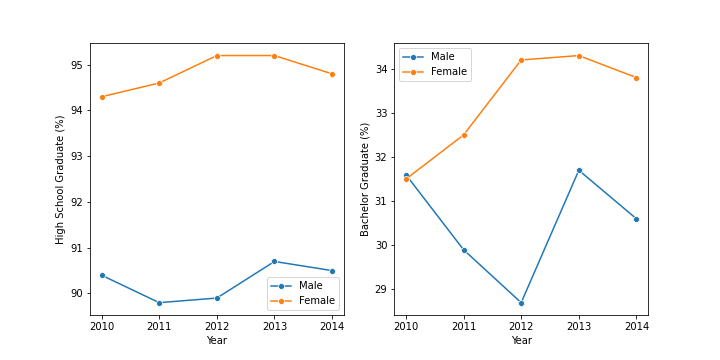 High School Graduate (%)
95
94
93
92
91
90
2010 2011 2012 2013 2014
Year
Male
Female
Bachelor Graduate (%)
34
33
32
31
30
29
2010 2011 2012 2013 2014
Year
Male
Female